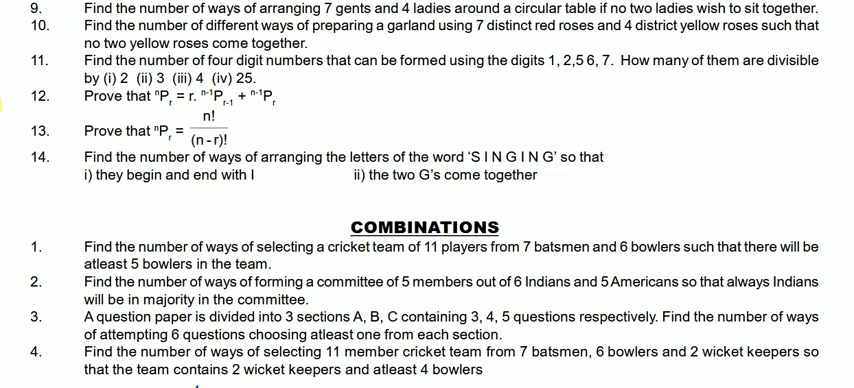 9. Find the number of ways of arranging 7 gents and 4 ladies around a circular table if no two ladies wish to sit together.
10. Find the number of different ways of preparing a garland using 7 distinct red roses and 4 district yellow roses such that
no two yellow roses come together.
11. Find the number of four digit numbers that can be formed using the digits 1, 2,5 6, 7. How many of them are divisible
by (i) 2 (ii) 3 (iii) 4 (iv) 25.
12. Prove that ⁿPᵣ = r. ⁿ⁻¹Pᵣ₋₁ + ⁿ⁻¹Pᵣ
13. Prove that ⁿPᵣ = n! / (n - r)!
14. Find the number of ways of arranging the letters of the word ‘S I N G I N G’ so that
i) they begin and end with I ii) the two G's come together
COMBINATIONS
1. Find the number of ways of selecting a cricket team of 11 players from 7 batsmen and 6 bowlers such that there will be
atleast 5 bowlers in the team.
2. Find the number of ways of forming a committee of 5 members out of 6 Indians and 5 Americans so that always Indians
will be in majority in the committee.
3. A question paper is divided into 3 sections A, B, C containing 3, 4, 5 questions respectively. Find the number of ways
of attempting 6 questions choosing atleast one from each section.
4. Find the number of ways of selecting 11 member cricket team from 7 batsmen, 6 bowlers and 2 wicket keepers so
that the team contains 2 wicket keepers and atleast 4 bowlers